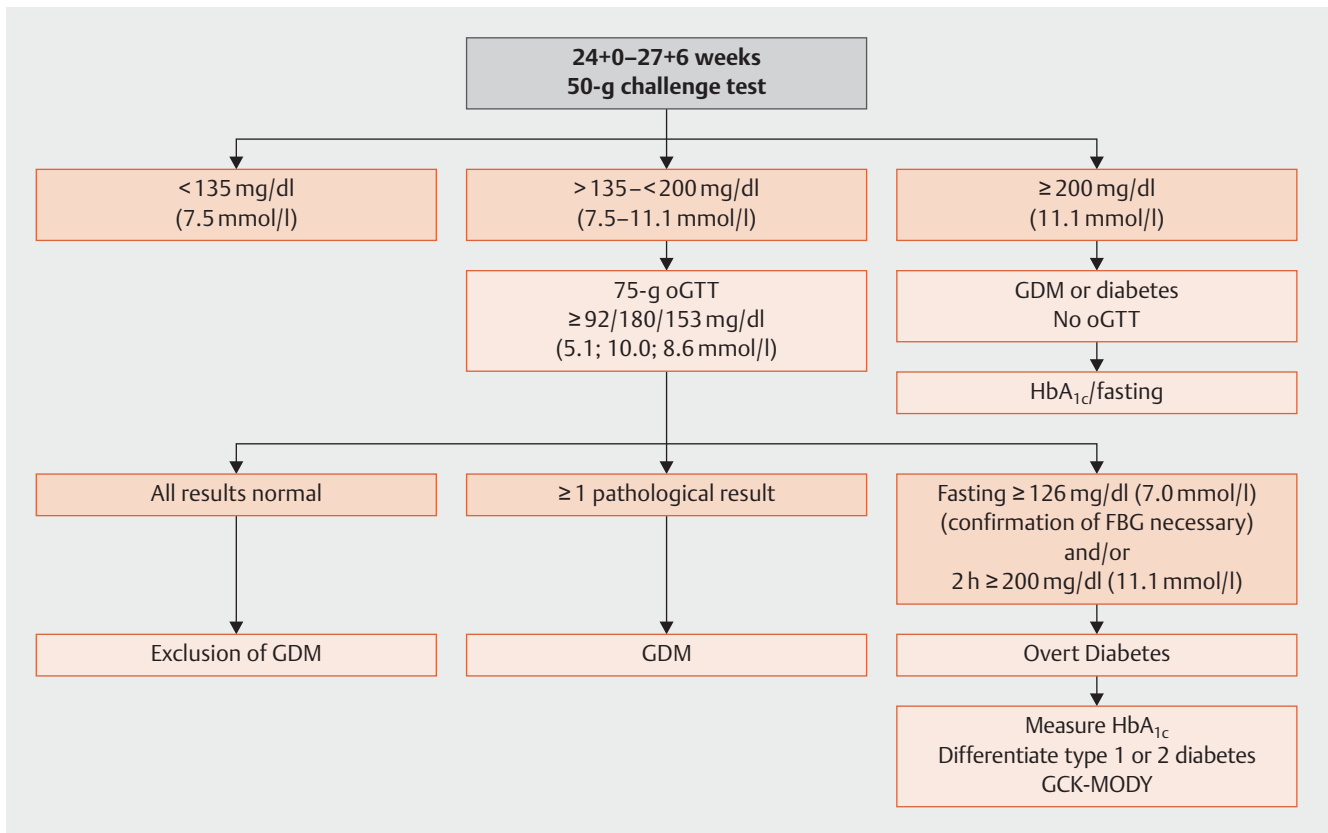 24+0–27+6 weeks
50-g challenge test
<135 mg/dl
(7.5 mmol/l)
>135–<200 mg/dl
(7.5–11.1 mmol/l)
≥200 mg/dl
(11.1 mmol/l)
75-g oGTT
≥92/180/153 mg/dl
(5.1; 10.0; 8.6 mmol/l)
GDM or diabetes
No oGTT
HbA1c/fasting
All results normal
≥1 pathological result
Fasting ≥126 mg/dl (7.0 mmol/l)
(confirmation of FBG necessary)
and/or
2 h ≥200 mg/dl (11.1 mmol/l)
Exclusion of GDM
GDM
Overt Diabetes
Measure HbA1c
Differentiate type 1 or 2 diabetes
GCK-MODY